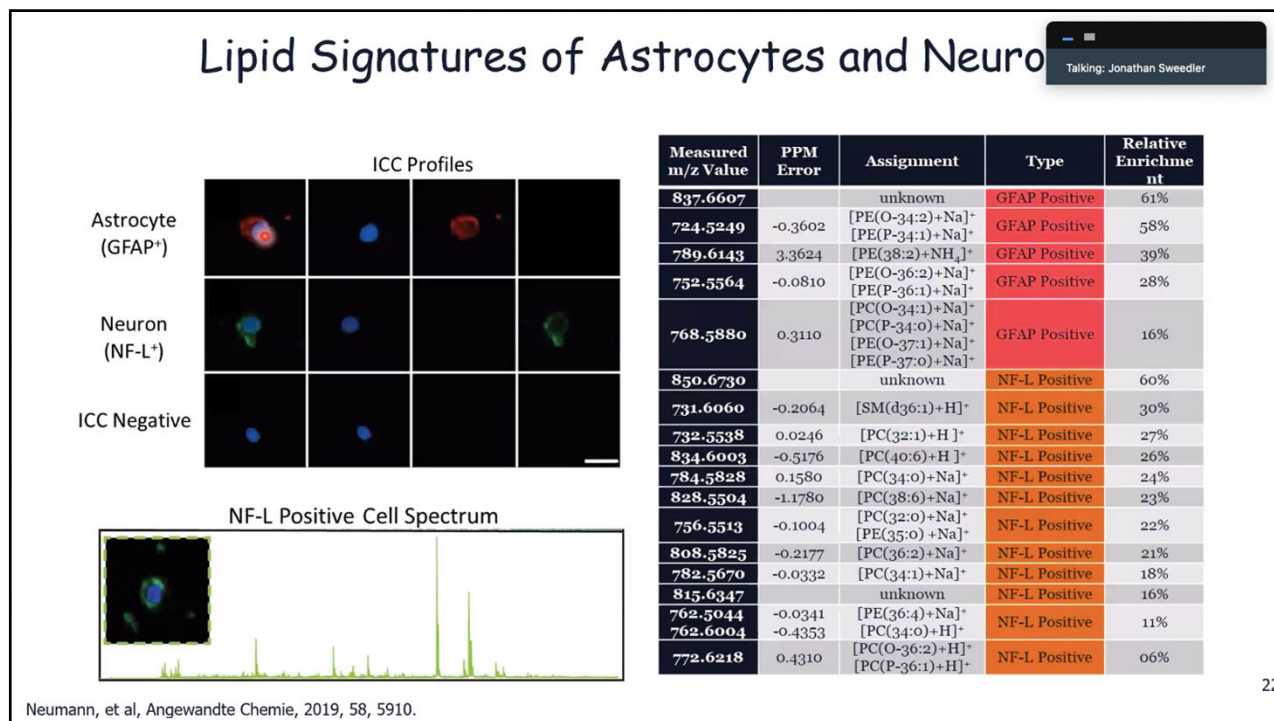 Lipid Signatures of Astrocytes and Neuro
Talking: Jonathan Sweedler
ICC Profiles
Astrocyte
(GFAP⁺)
Neuron
(NF-L⁺)
ICC Negative
NF-L Positive Cell Spectrum
Measured m/z Value PPM Error Assignment Type Relative Enrichme nt
837.6607 unknown GFAP Positive 61%
724.5249 -0.3602 [PE(O-34:2)+Na]⁺ [PE(P-34:1)+Na]⁺ GFAP Positive 58%
789.6143 3.3624 [PE(38:2)+NH₄]⁺ GFAP Positive 39%
752.5564 -0.0810 [PE(O-36:2)+Na]⁺ [PE(P-36:1)+Na]⁺ GFAP Positive 28%
768.5880 0.3110 [PC(O-34:1)+Na]⁺ [PC(P-34:0)+Na]⁺ [PE(O-37:1)+Na]⁺ [PE(P-37:0)+Na]⁺ GFAP Positive 16%
850.6730 unknown NF-L Positive 60%
731.6060 -0.2064 [SM(d36:1)+H]⁺ NF-L Positive 30%
732.5538 0.0246 [PC(32:1)+H ]⁺ NF-L Positive 27%
834.6003 -0.5176 [PC(40:6)+H ]⁺ NF-L Positive 26%
784.5828 0.1580 [PC(34:0)+Na]⁺ NF-L Positive 24%
828.5504 -1.1780 [PC(38:6)+Na]⁺ NF-L Positive 23%
756.5513 -0.1004 [PC(32:0)+Na]⁺ [PE(35:0) +Na]⁺ NF-L Positive 22%
808.5825 -0.2177 [PC(36:2)+Na]⁺ NF-L Positive 21%
782.5670 -0.0332 [PC(34:1)+Na]⁺ NF-L Positive 18%
815.6347 unknown NF-L Positive 16%
762.5044 762.6004 -0.0341 -0.4353 [PE(36:4)+Na]⁺ [PC(34:0)+H]⁺ NF-L Positive 11%
772.6218 0.4310 [PC(O-36:2)+H]⁺ [PC(P-36:1)+H]⁺ NF-L Positive 06%
22
Neumann, et al, Angewandte Chemie, 2019, 58, 5910.